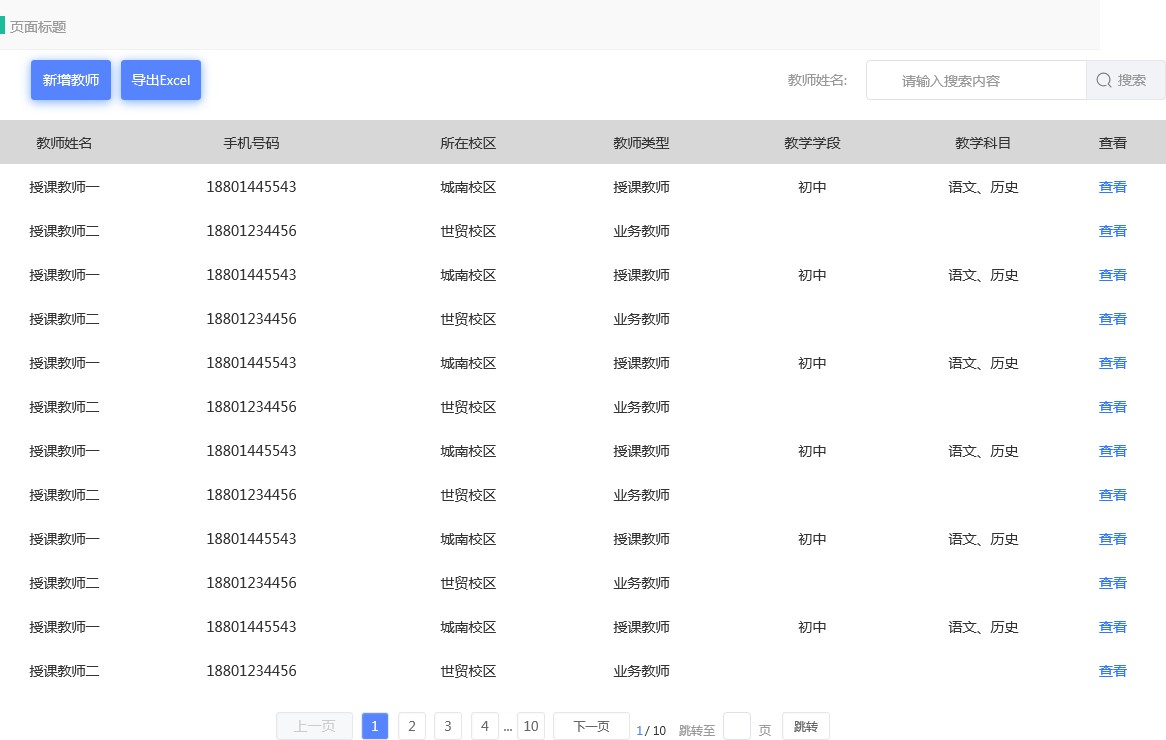 页面标题
新增教师 导出Excel 教师姓名: 请输入搜索内容 搜索
教师姓名 手机号码 所在校区 教师类型 教学学段 教学科目 查看
授课教师一 18801445543 城南校区 授课教师 初中 语文、历史 查看
授课教师二 18801234456 世贸校区 业务教师 查看
授课教师一 18801445543 城南校区 授课教师 初中 语文、历史 查看
授课教师二 18801234456 世贸校区 业务教师 查看
授课教师一 18801445543 城南校区 授课教师 初中 语文、历史 查看
授课教师二 18801234456 世贸校区 业务教师 查看
授课教师一 18801445543 城南校区 授课教师 初中 语文、历史 查看
授课教师二 18801234456 世贸校区 业务教师 查看
授课教师一 18801445543 城南校区 授课教师 初中 语文、历史 查看
授课教师二 18801234456 世贸校区 业务教师 查看
授课教师一 18801445543 城南校区 授课教师 初中 语文、历史 查看
授课教师二 18801234456 世贸校区 业务教师 查看
上一页 1 2 3 4 ... 10 下一页 1/ 10 跳转至 页 跳转